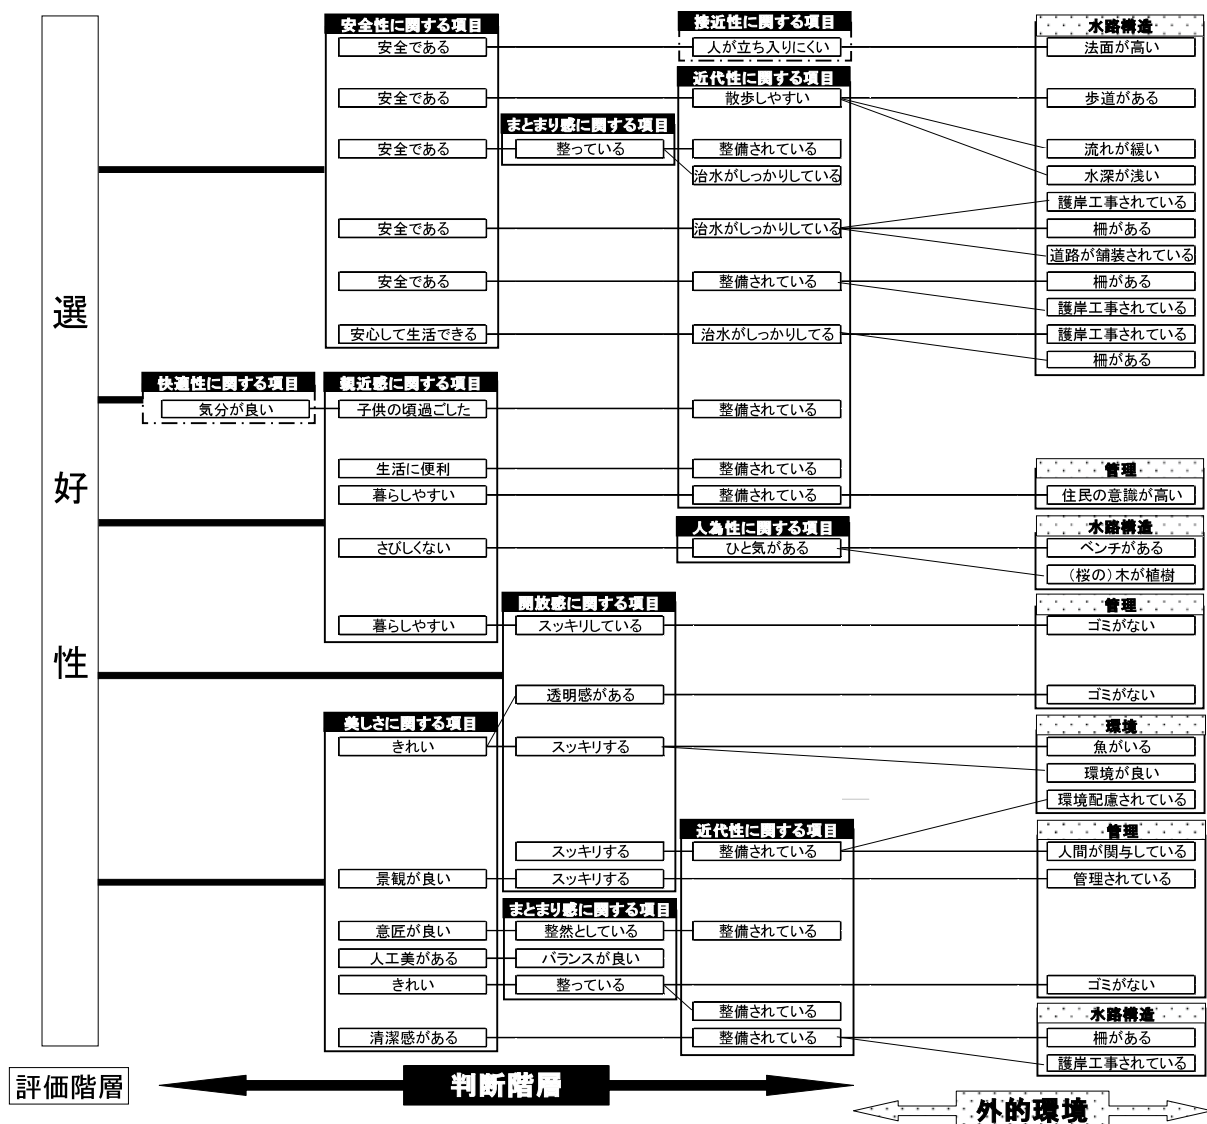 安全性に関する項目
接近性に関する項目
水路構造
安全である
人が立ち入りにくい
法面が高い
近代性に関する項目
安全である
散歩しやすい
歩道がある
まとまり感に関する項目
安全である
整っている
整備されている
流れが緩い
治水がしっかりしている
水深が浅い
護岸工事されている
安全である
治水がしっかりしている
柵がある
道路が舗装されている
安全である
整備されている
柵がある
護岸工事されている
安心して生活できる
治水がしっかりしてる
護岸工事されている
柵がある
選好性
快適性に関する項目
親近感に関する項目
気分が良い
子供の頃過ごした
整備されている
生活に便利
整備されている
管理
暮らしやすい
整備されている
住民の意識が高い
人為性に関する項目
水路構造
さびしくない
ひと気がある
ベンチがある
(桜の)木が植樹
開放感に関する項目
管理
暮らしやすい
スッキリしている
ゴミがない
透明感がある
ゴミがない
美しさに関する項目
環境
きれい
スッキリする
魚がいる
環境が良い
環境配慮されている
近代性に関する項目
管理
スッキリする
整備されている
人間が関与している
景観が良い
スッキリする
管理されている
まとまり感に関する項目
意匠が良い
整然としている
整備されている
人工美がある
バランスが良い
きれい
整っている
ゴミがない
整備されている
水路構造
清潔感がある
整備されている
柵がある
護岸工事されている
評価階層
判断階層
外的環境